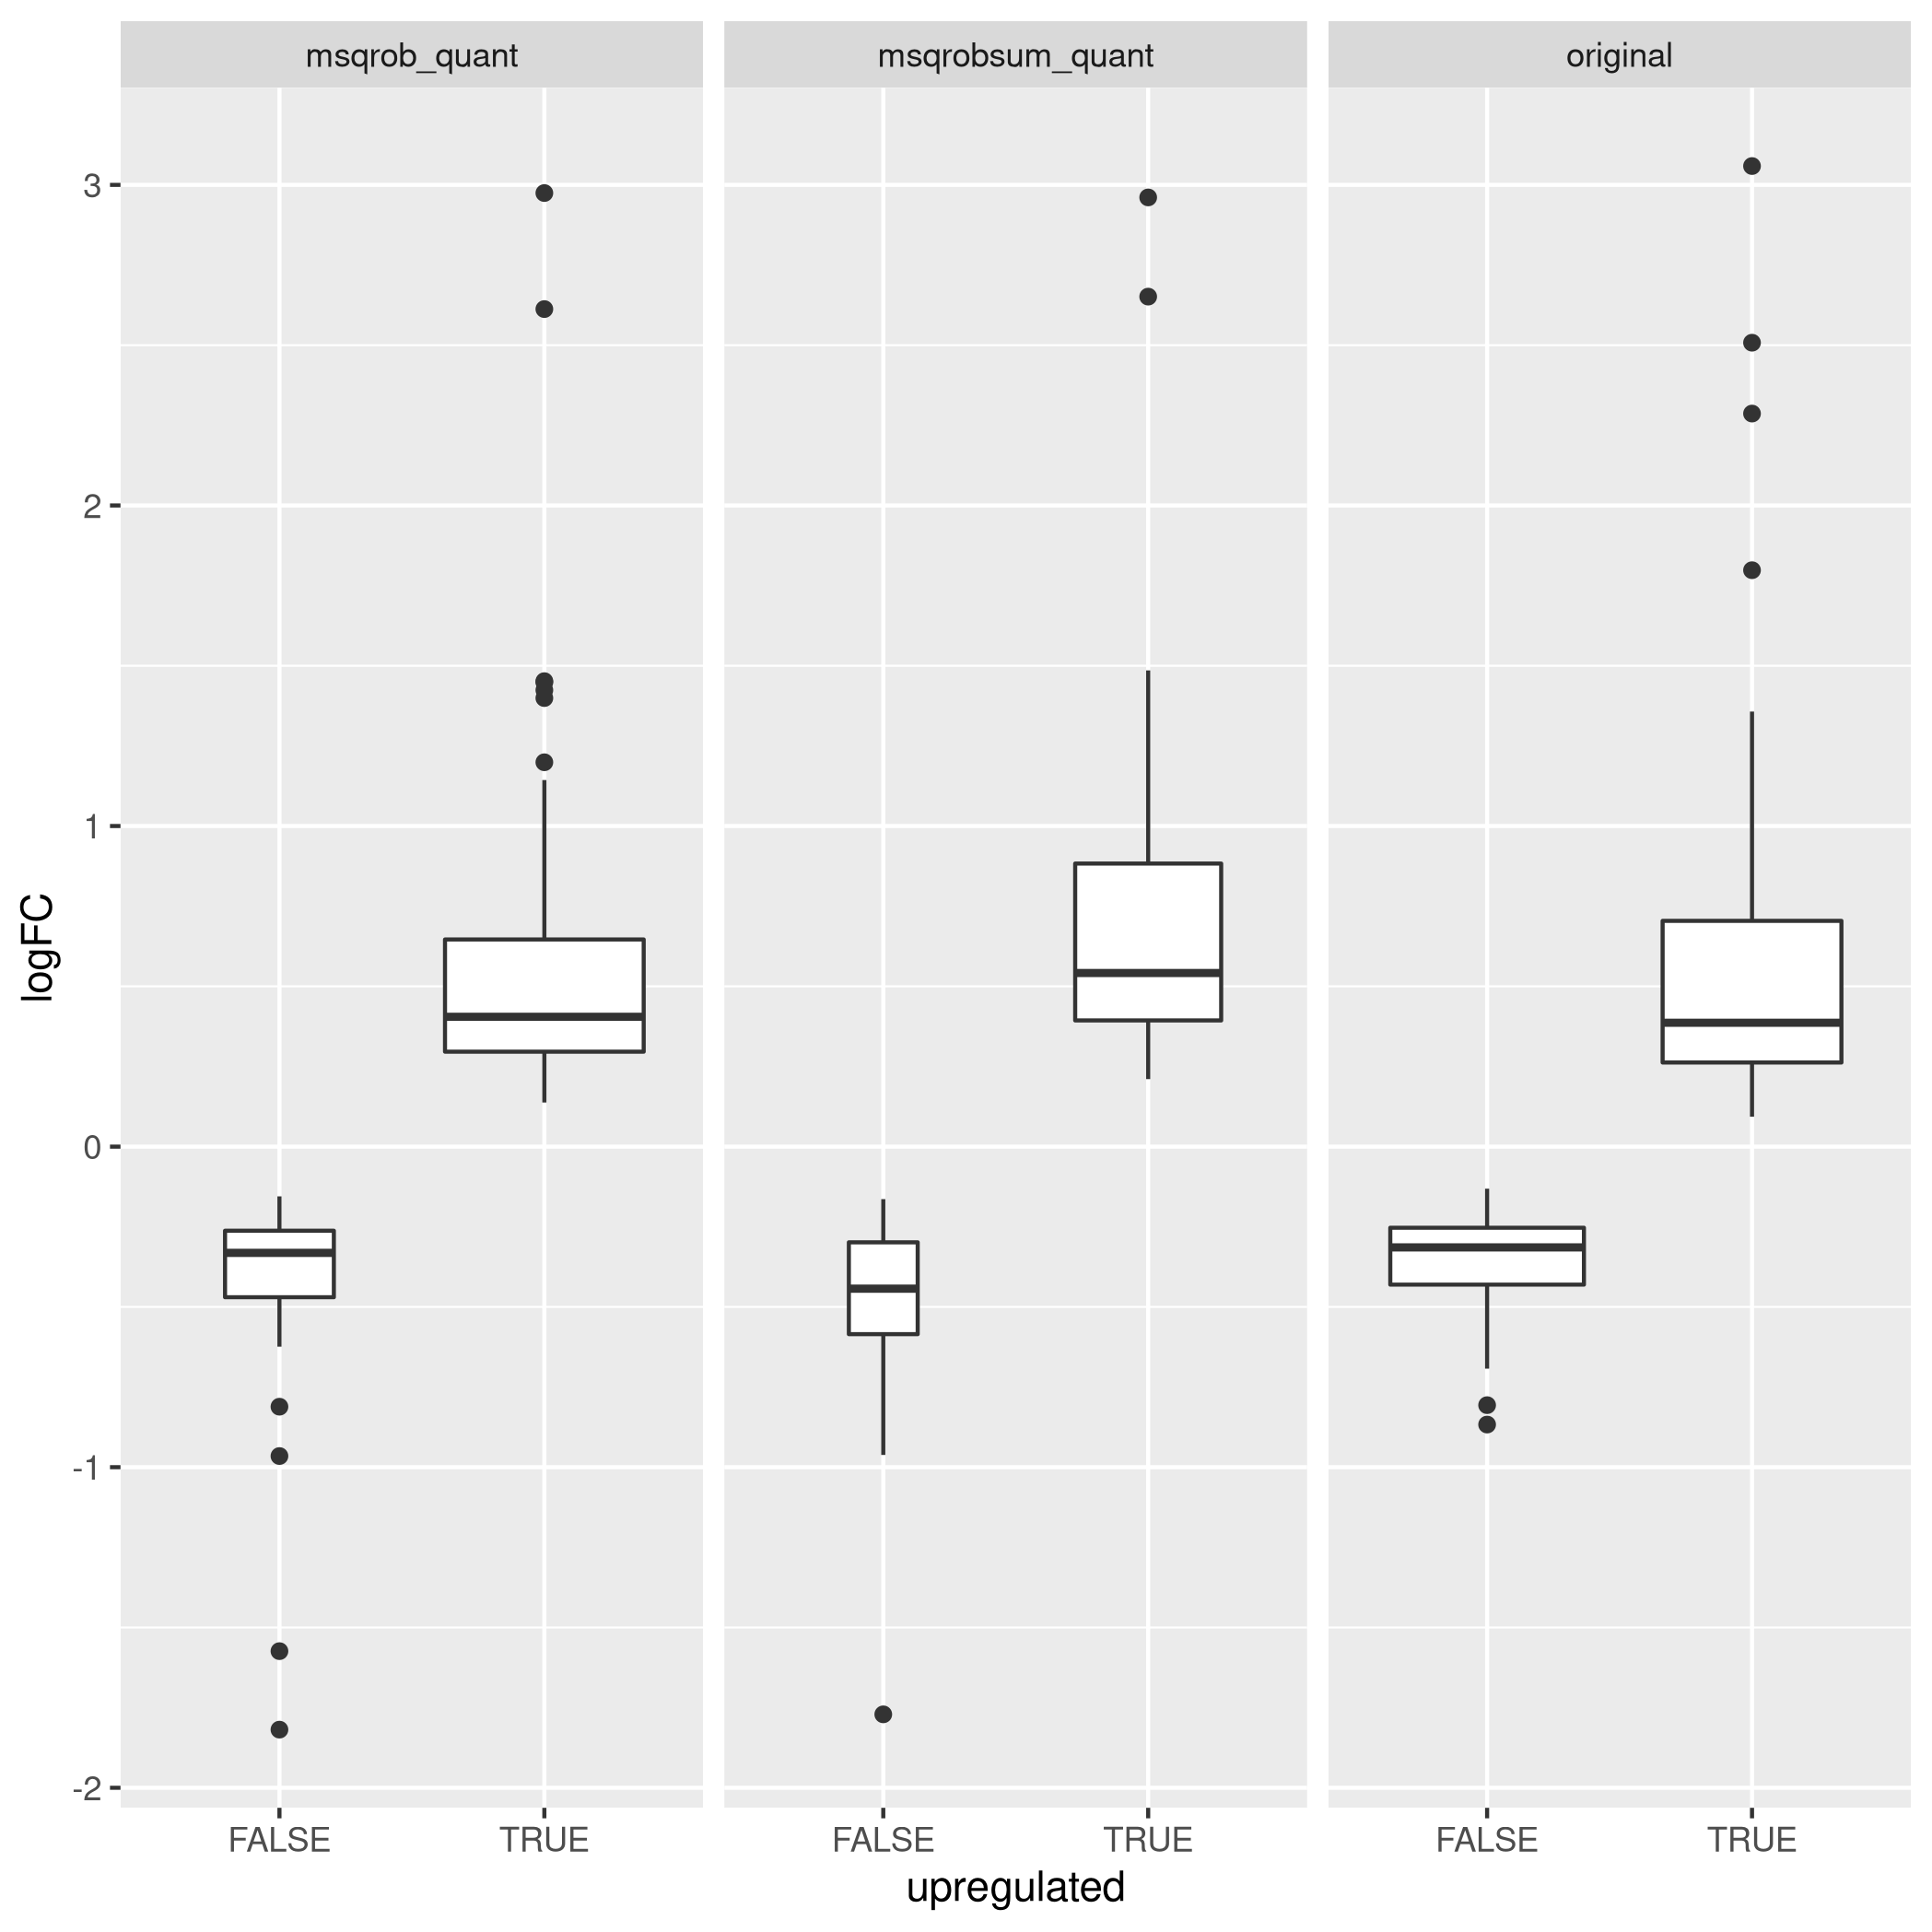 msqrob_quant
msqrobsum_quant
original
logFC
3
2
1
0
-1
-2
FALSE TRUE
FALSE TRUE
FALSE TRUE
upregulated